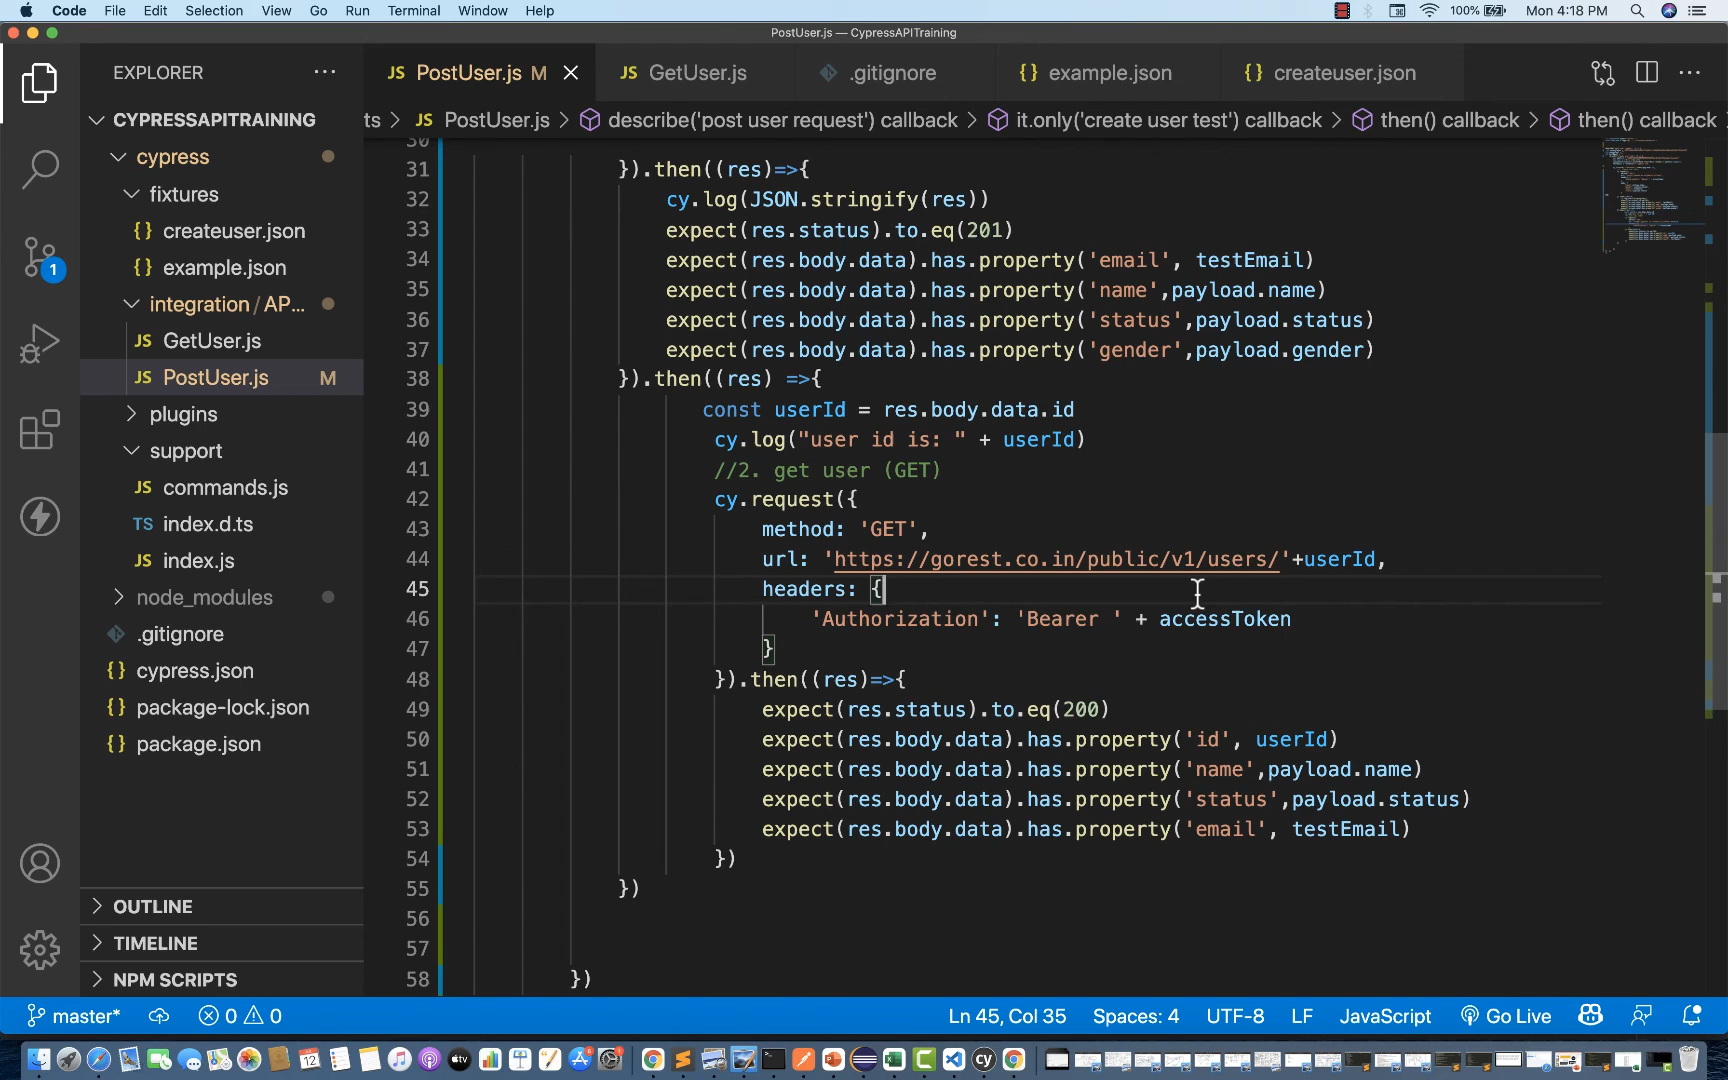 Code File Edit Selection View Go Run Terminal Window Help 100% Mon 4:18 PM
PostUser.js — CypressAPITraining
EXPLORER ... JS PostUser.js M JS GetUser.js .gitignore {} example.json {} createuser.json
CYPRESSAPITRAINING
ts > JS PostUser.js > describe('post user request') callback > it.only('create user test') callback > then() callback > then() callback
cypress
fixtures
{} createuser.json
{} example.json
integration / AP...
JS GetUser.js
JS PostUser.js M
plugins
support
JS commands.js
TS index.d.ts
JS index.js
node_modules
.gitignore
{} cypress.json
{} package-lock.json
{} package.json
1
OUTLINE
TIMELINE
NPM SCRIPTS
30
31 }).then((res)=>{
32 cy.log(JSON.stringify(res))
33 expect(res.status).to.eq(201)
34 expect(res.body.data).has.property('email', testEmail)
35 expect(res.body.data).has.property('name',payload.name)
36 expect(res.body.data).has.property('status',payload.status)
37 expect(res.body.data).has.property('gender',payload.gender)
38 }).then((res) =>{
39 const userId = res.body.data.id
40 cy.log("user id is: " + userId)
41 //2. get user (GET)
42 cy.request({
43 method: 'GET',
44 url: 'https://gorest.co.in/public/v1/users/'+userId,
45 headers: {
46 'Authorization': 'Bearer ' + accessToken
47 }
48 }).then((res)=>{
49 expect(res.status).to.eq(200)
50 expect(res.body.data).has.property('id', userId)
51 expect(res.body.data).has.property('name',payload.name)
52 expect(res.body.data).has.property('status',payload.status)
53 expect(res.body.data).has.property('email', testEmail)
54 })
55 })
56
57
58 })
master* 0 0 Ln 45, Col 35 Spaces: 4 UTF-8 LF JavaScript Go Live